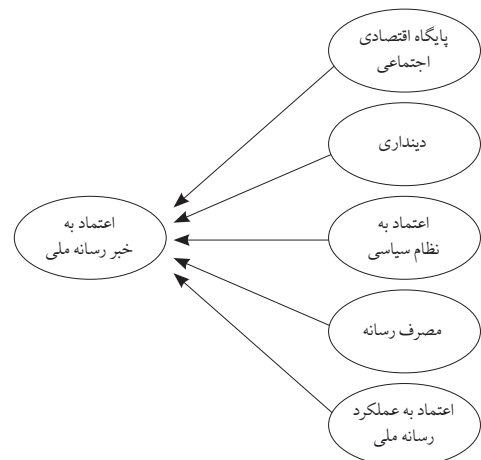 پایگاه اقتصادی
اجتماعی
دینداری
اعتماد به
نظام سیاسی
مصرف رسانه
اعتماد به عملکرد
رسانه ملی
اعتماد به
خبر رسانه ملی